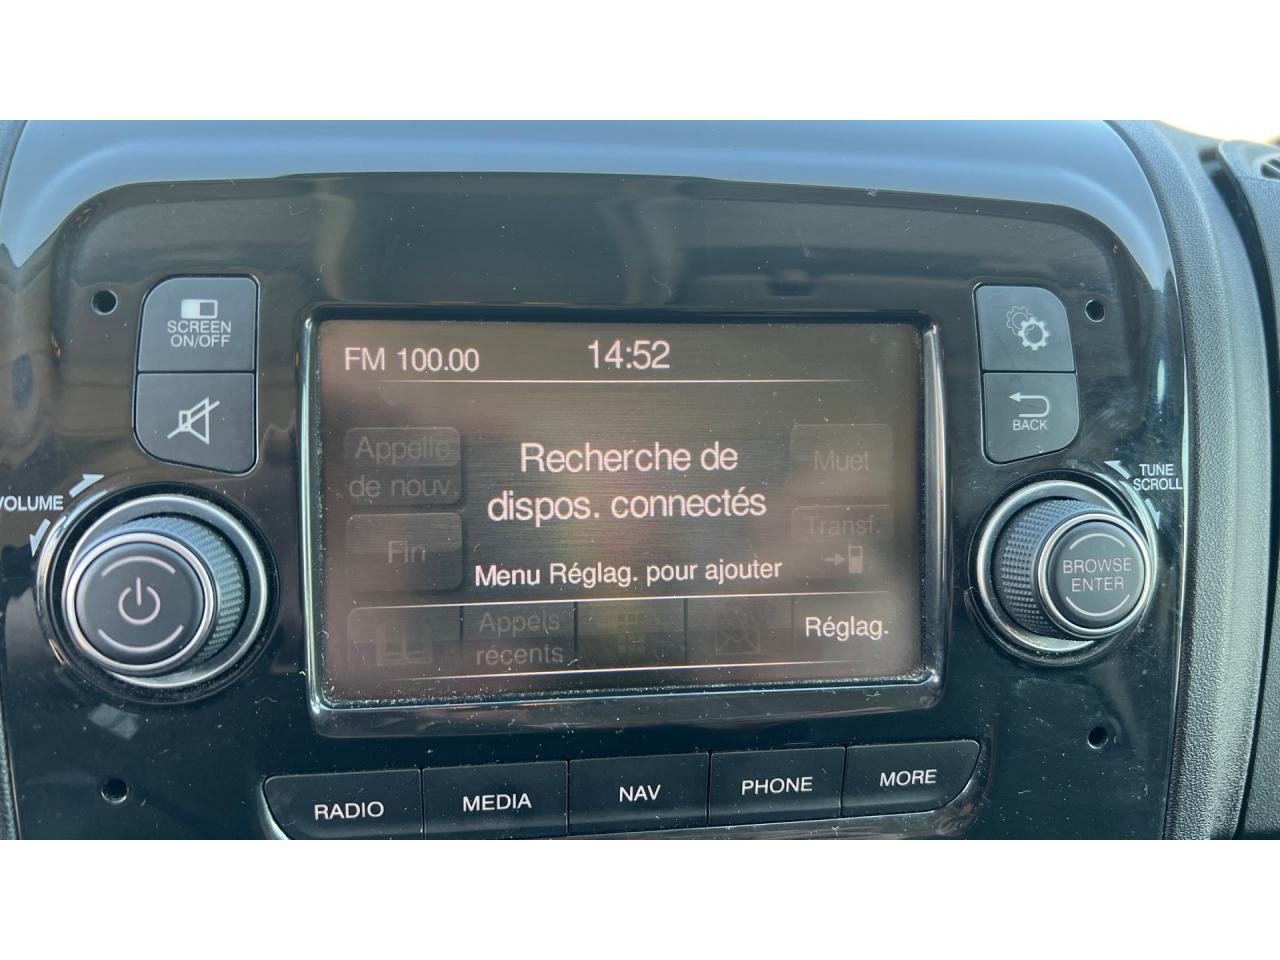 SCREEN
ON/OFF
VOLUME
FM 100.00 14:52
Appelle
de nouv.
Fin
Recherche de
dispos. connectés
Menu Réglag. pour ajouter
Muet
Transf.
Appels
récents
Réglag.
BACK
TUNE
SCROLL
BROWSE
ENTER
RADIO MEDIA NAV PHONE MORE